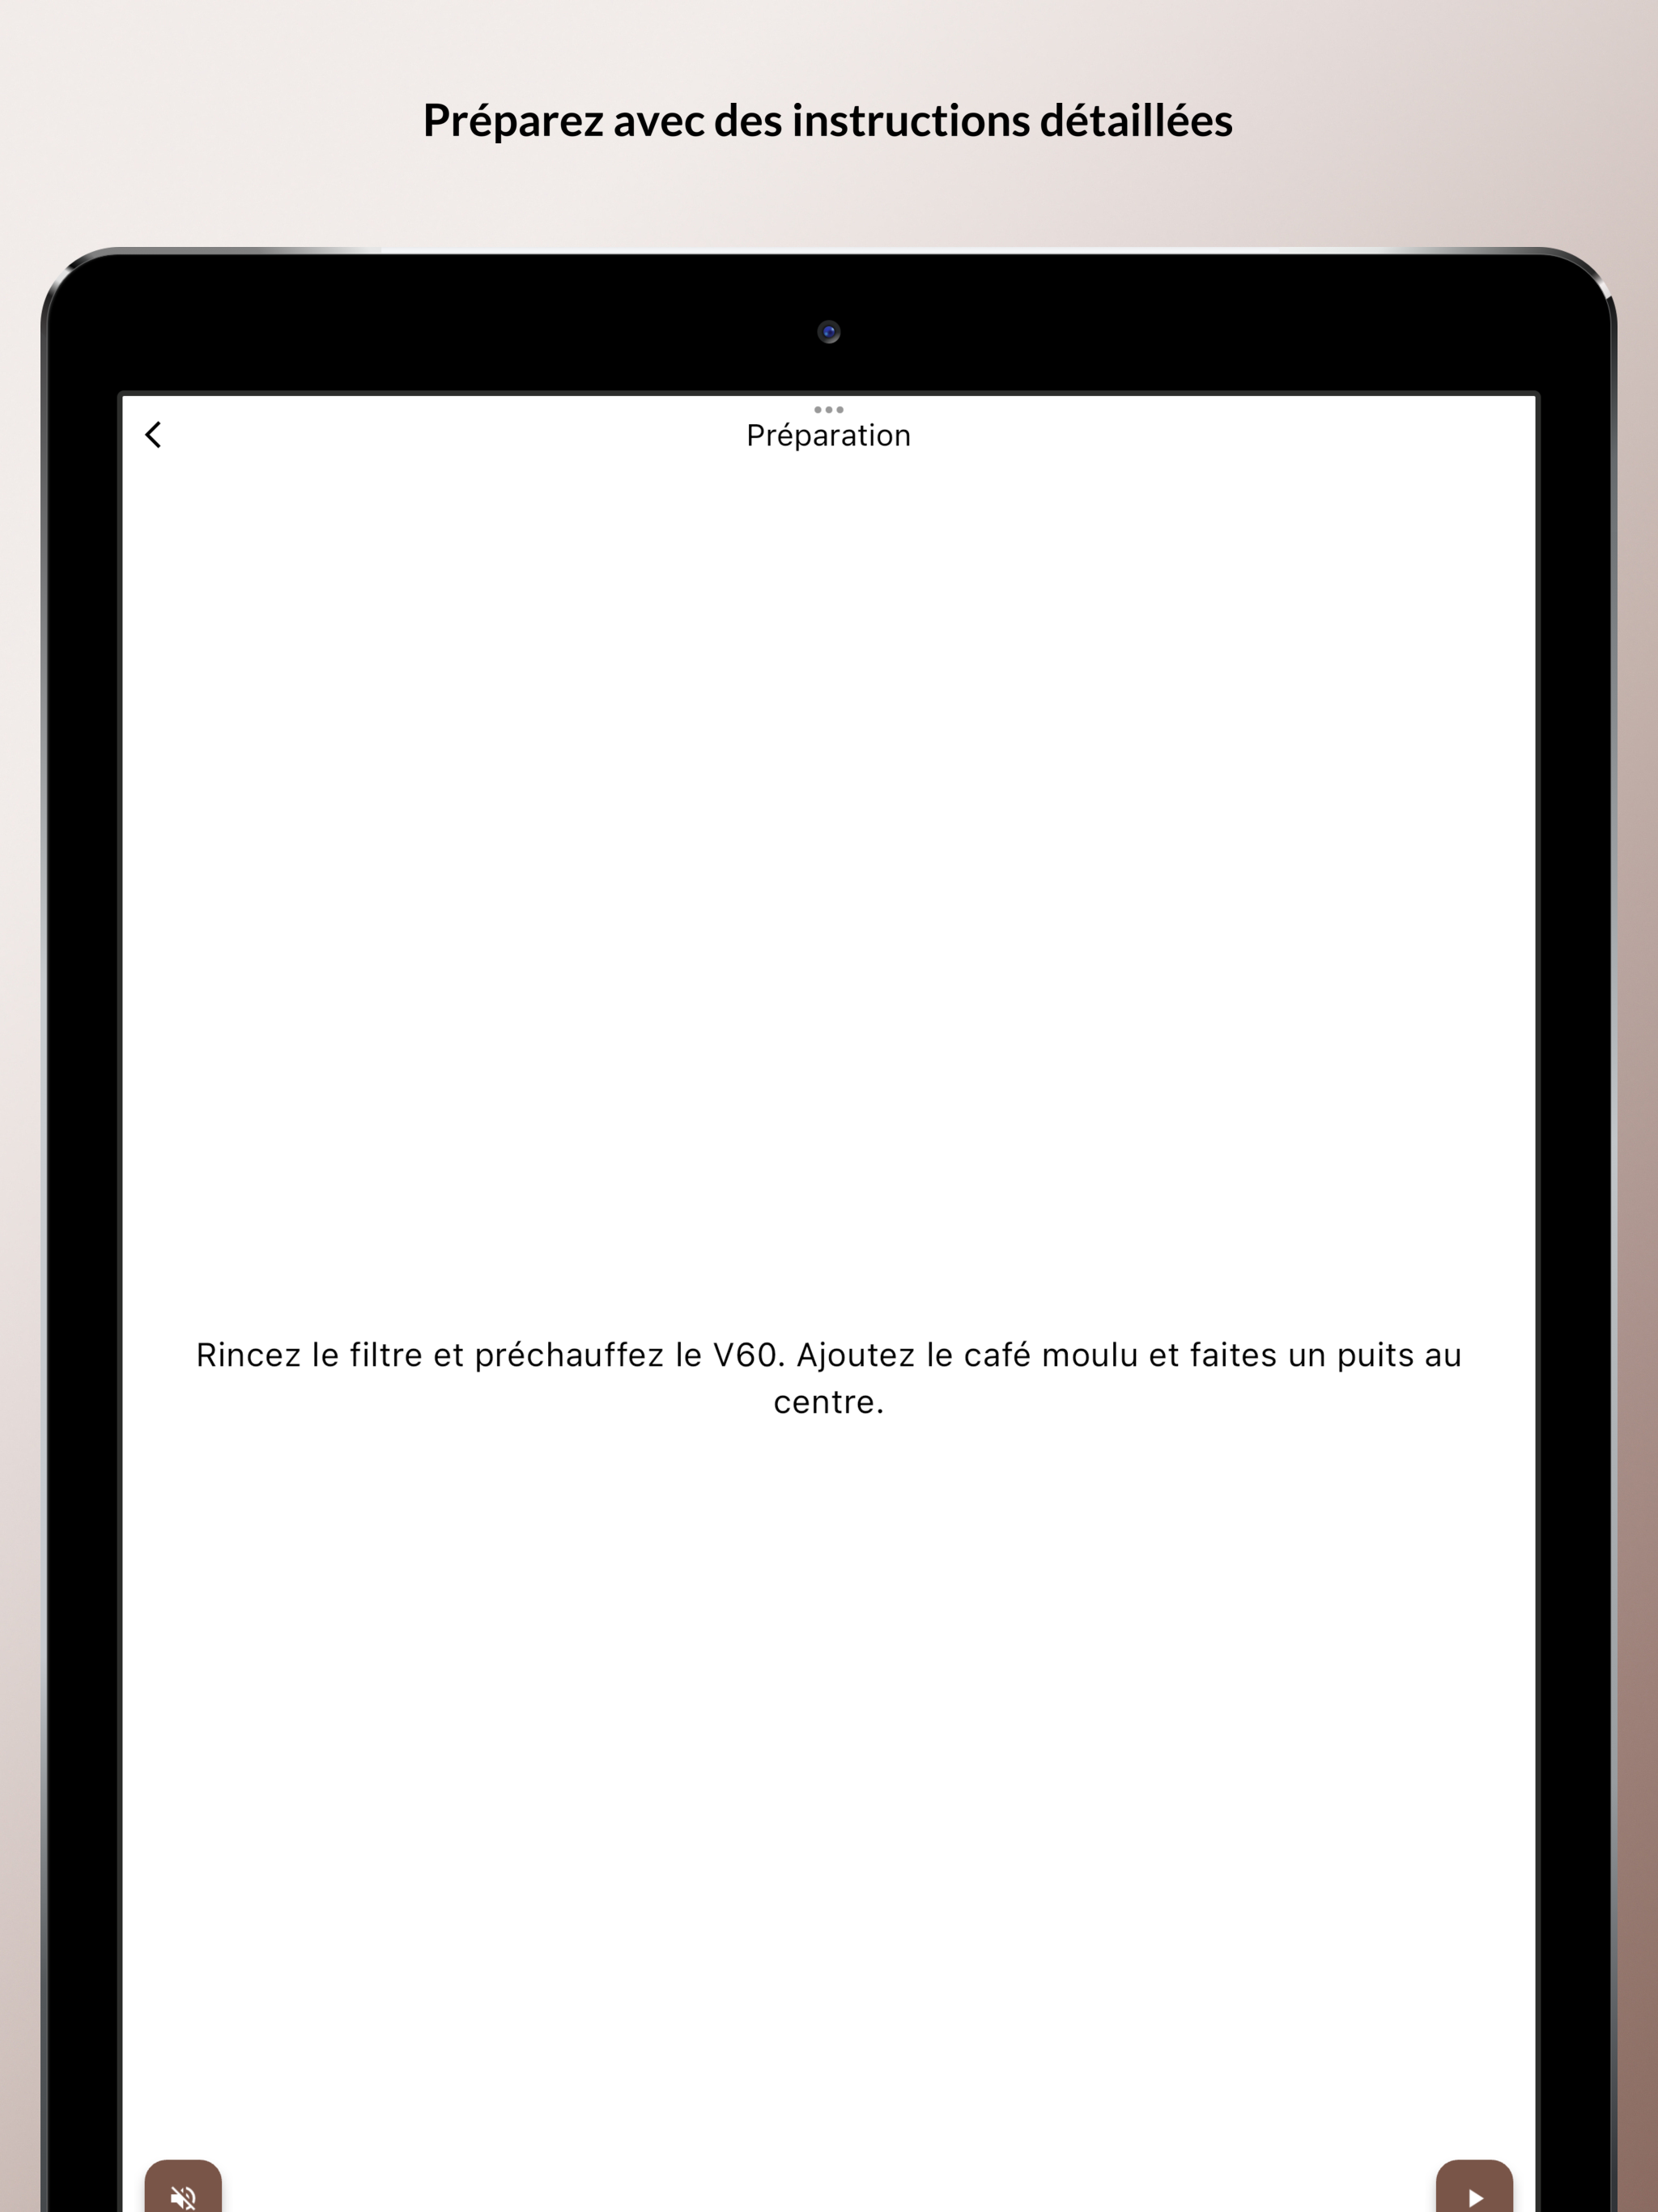 Préparez avec des instructions détaillées
Préparation
Rincez le filtre et préchauffez le V60. Ajoutez le café moulu et faites un puits au
centre.